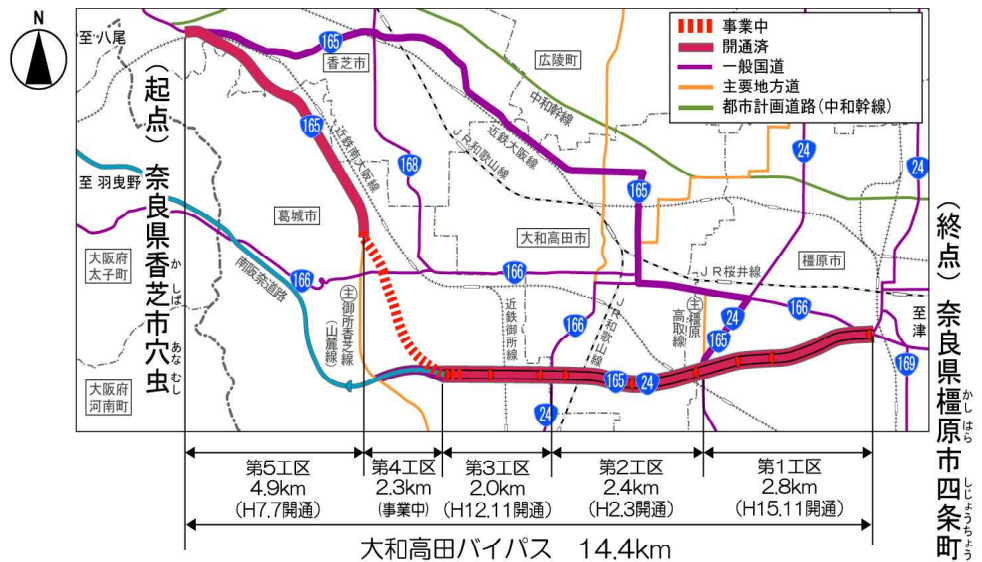 N
至 八尾
（起点）奈良県香芝市穴虫
か しば
あなむし
至 羽曳野
大阪府
太子町
大阪府
河南町
165
香芝市
広陵町
事業中
開通済
一般国道
主要地方道
都市計画道路（中和幹線）
165
近鉄南大阪線
168
JR和歌山線
近鉄大阪線
中和幹線
24
24
165
葛城市
大和高田市
橿原市
南阪奈道路
166
166
JR桜井線
主 御所香芝線
（山麓線）
近鉄御所線
166
JR和歌山線
主 橿原
高取線
24
165
166
至 津
169
165
24
24
（終点）奈良県橿原市四条町
かし はら
しじょうちょう
第5工区
4.9km
（H7.7開通）
第4工区
2.3km
（事業中）
第3工区
2.0km
（H12.11開通）
第2工区
2.4km
（H2.3開通）
第1工区
2.8km
（H15.11開通）
大和高田バイパス 14.4km